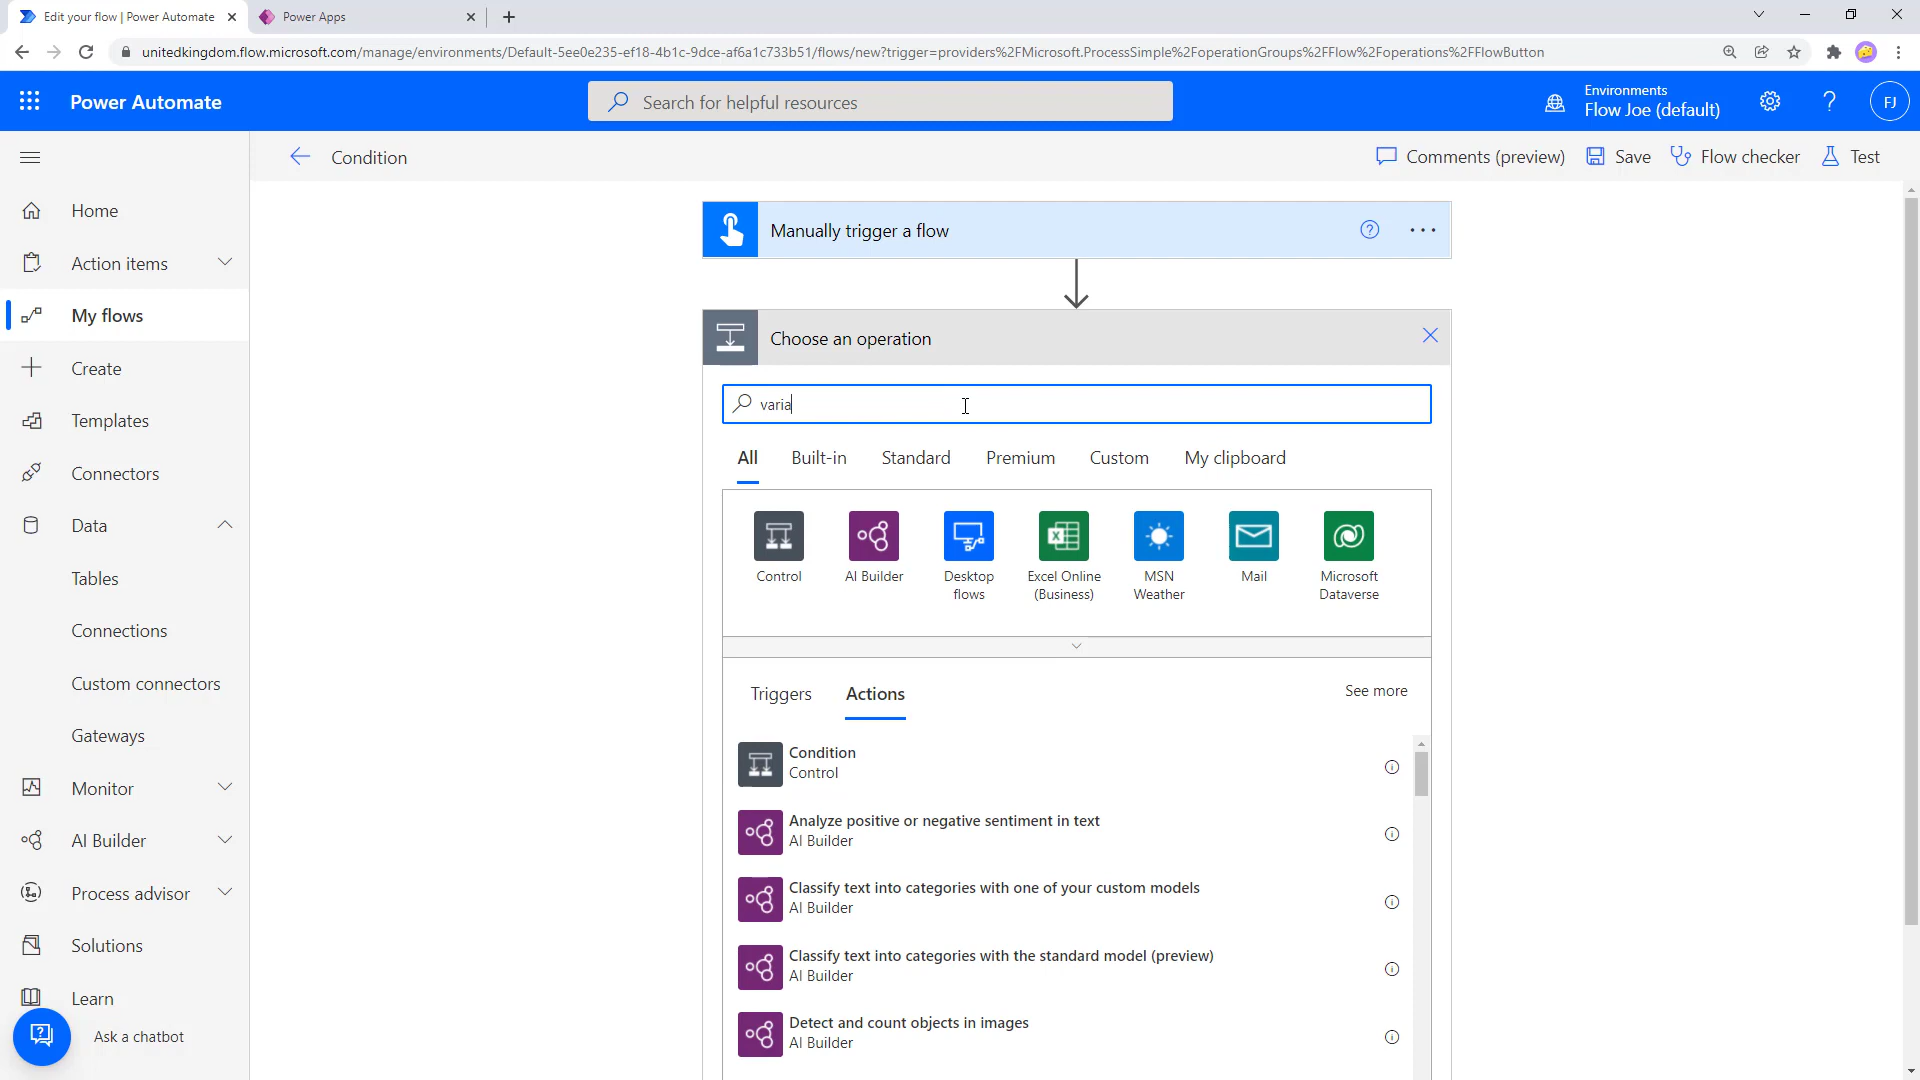 Edit your flow | Power Automate
Power Apps
unitedkingdom.flow.microsoft.com/manage/environments/Default-5ee0e235-ef18-4b1c-9dce-af6a1c733b51/flows/new?trigger=providers%2FMicrosoft.ProcessSimple%2FoperationGroups%2FFlow%2Foperations%2FFlowButton
Power Automate
Search for helpful resources
Environments
Flow Joe (default)
FJ
Condition
Comments (preview)
Save
Flow checker
Test
Home
Action items
My flows
Create
Templates
Connectors
Data
Tables
Connections
Custom connectors
Gateways
Monitor
AI Builder
Process advisor
Solutions
Learn
Ask a chatbot
Manually trigger a flow
Choose an operation
varia
All
Built-in
Standard
Premium
Custom
My clipboard
Control
AI Builder
Desktop
flows
Excel Online
(Business)
MSN
Weather
Mail
Microsoft
Dataverse
Triggers
Actions
See more
Condition
Control
Analyze positive or negative sentiment in text
AI Builder
Classify text into categories with one of your custom models
AI Builder
Classify text into categories with the standard model (preview)
AI Builder
Detect and count objects in images
AI Builder